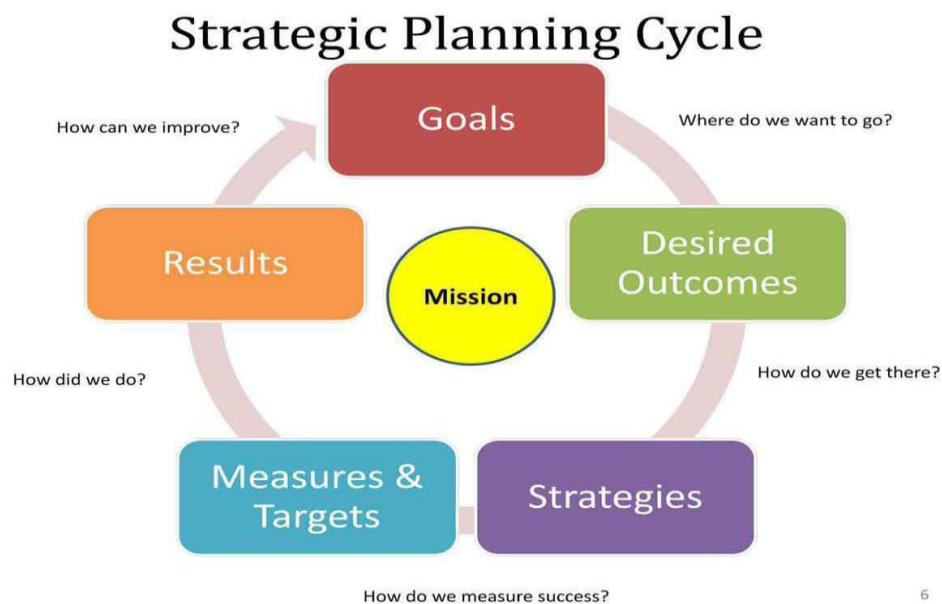 Strategic Planning Cycle
Goals
How can we improve?
Where do we want to go?
Results
Desired
Outcomes
Mission
How did we do?
How do we get there?
Measures &
Targets
Strategies
How do we measure success?
6